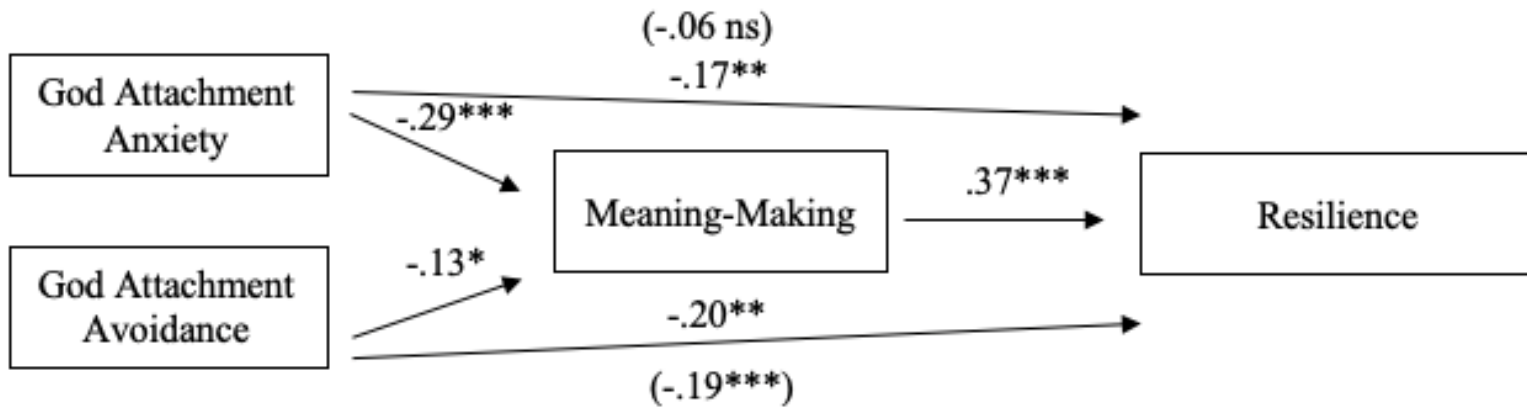 (-.06 ns)
-.17**
God Attachment
Anxiety
-.29***
Meaning-Making
.37***
Resilience
God Attachment
Avoidance
-.13*
-.20**
(-.19***)